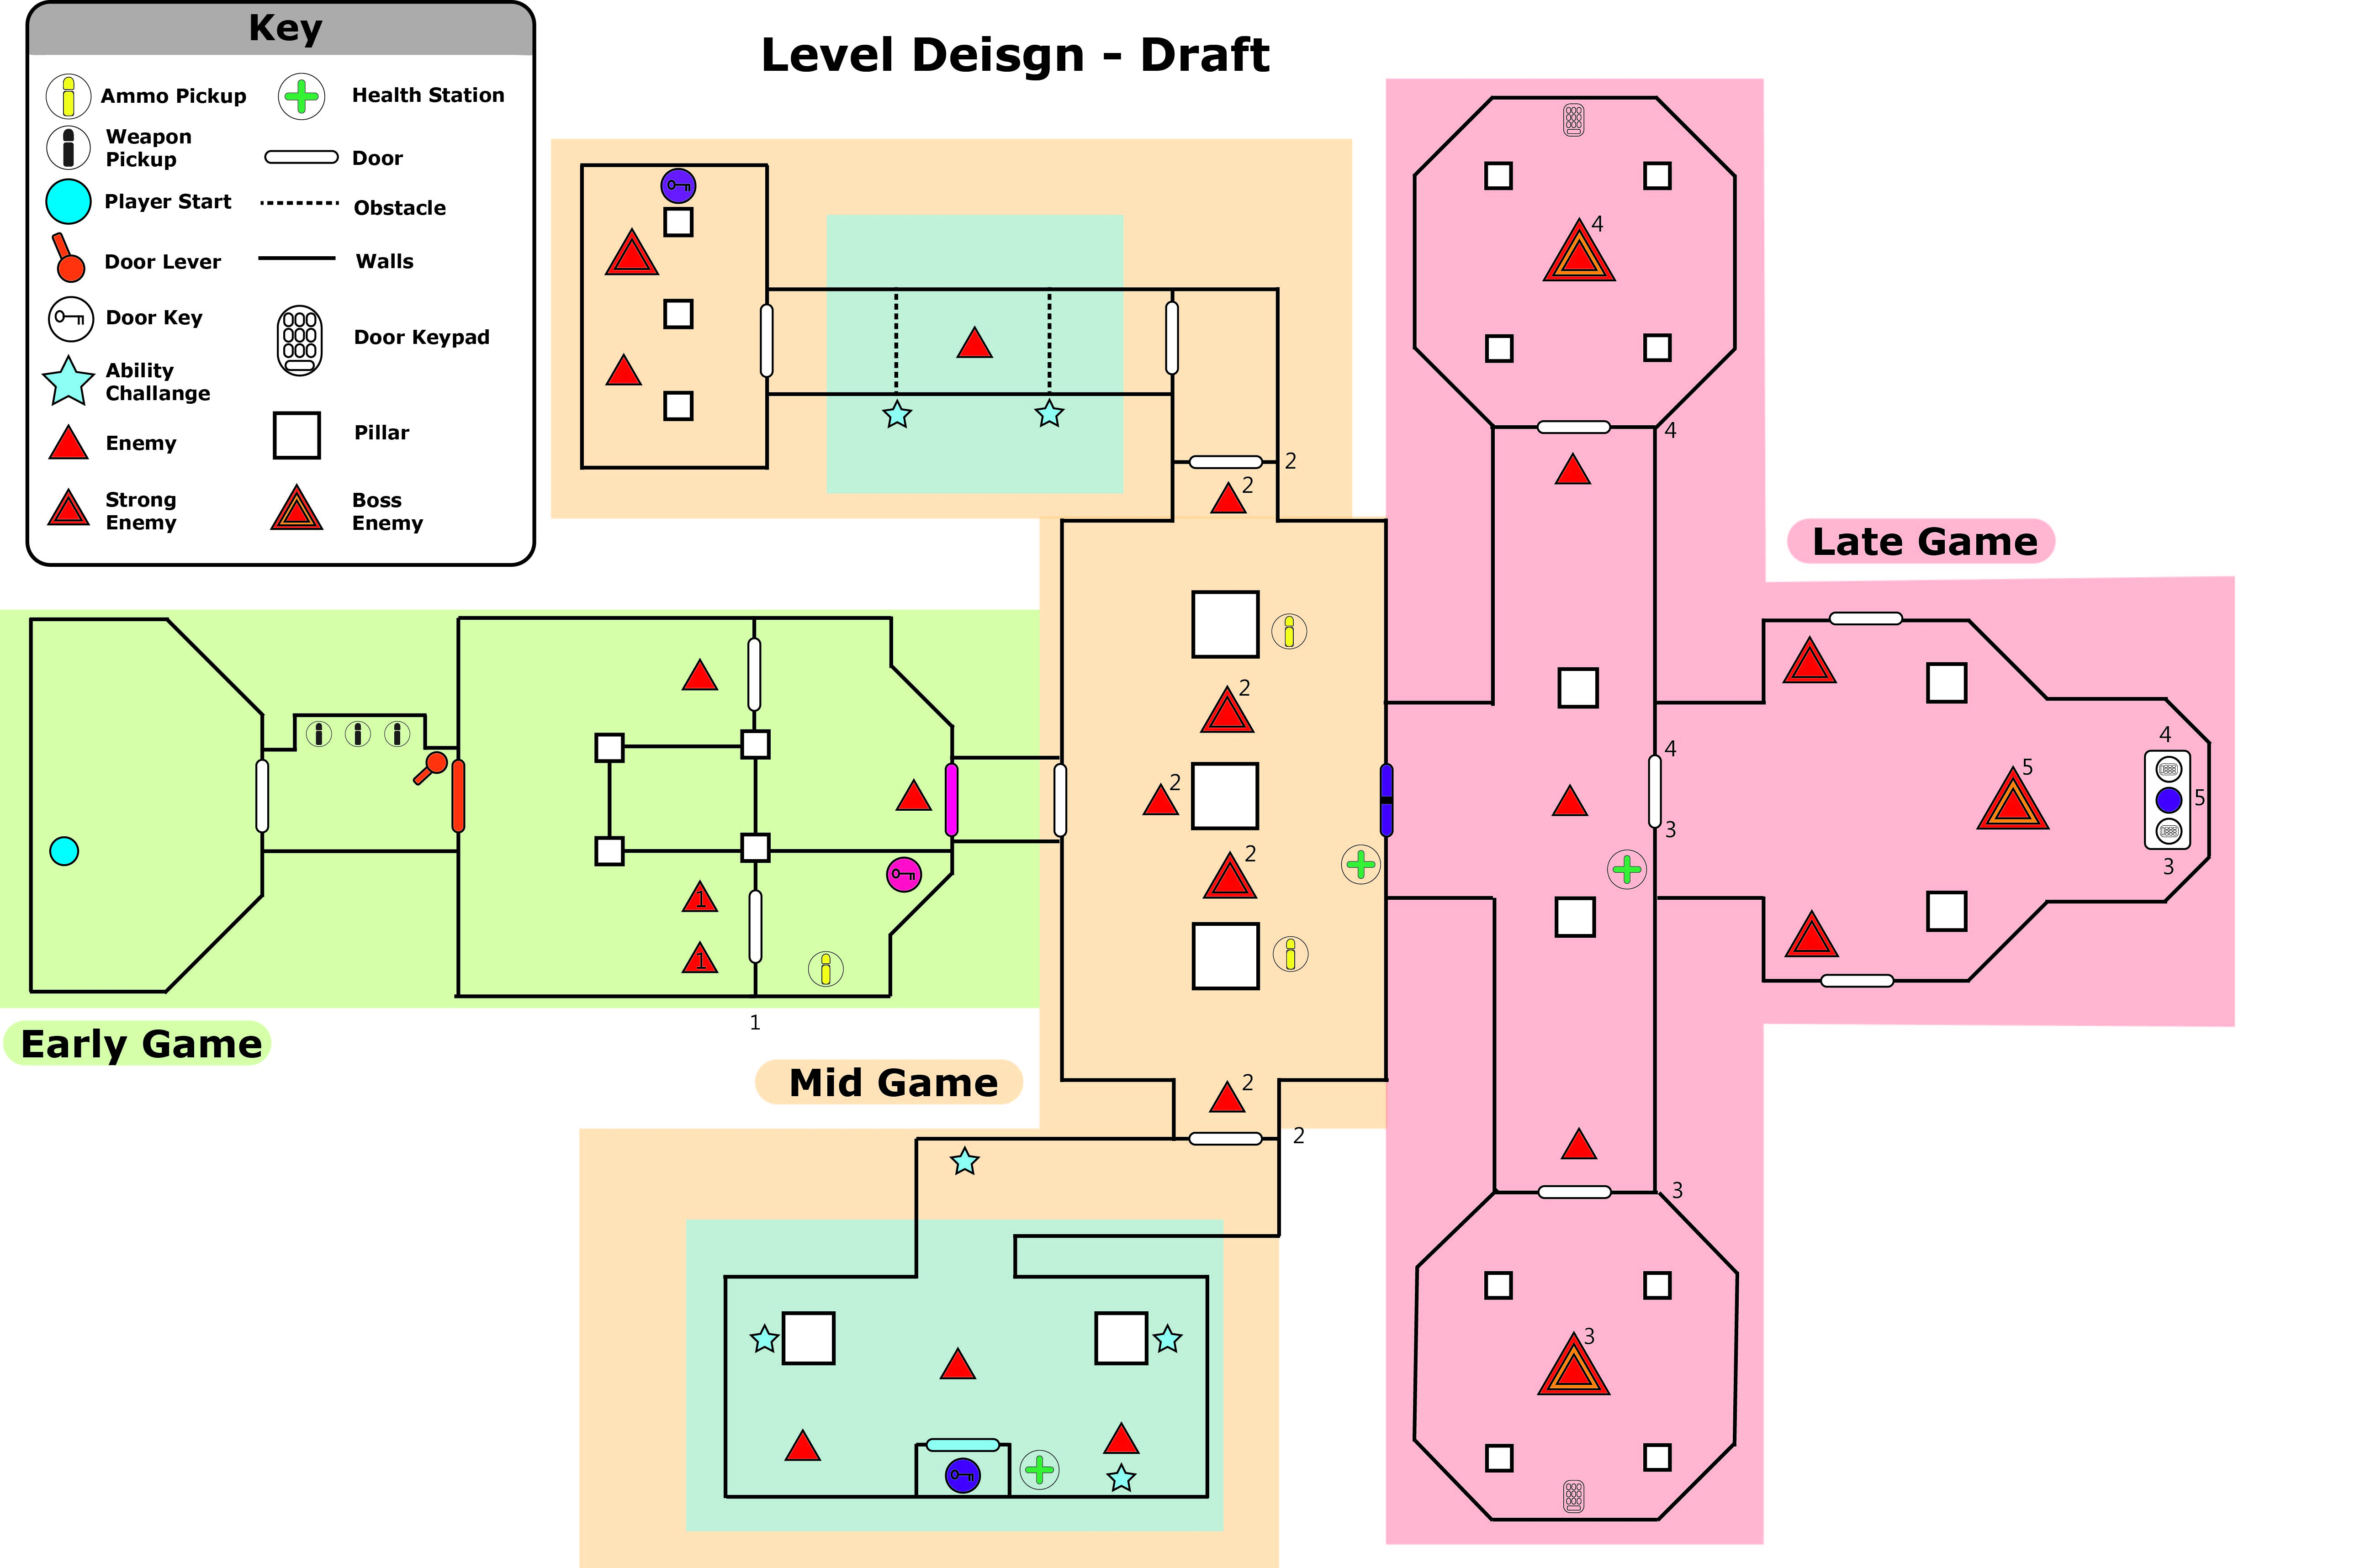 Key
Ammo Pickup
Health Station
Weapon
Pickup
Door
Player Start
Obstacle
Door Lever
Walls
Door Key
Door Keypad
Ability
Challange
Pillar
Enemy
Strong
Enemy
Boss
Enemy
Level Deisgn - Draft
4
4
2
2
Late Game
2
2
2
1
1
1
4
3
4
5
5
3
Early Game
Mid Game
2
2
3
3